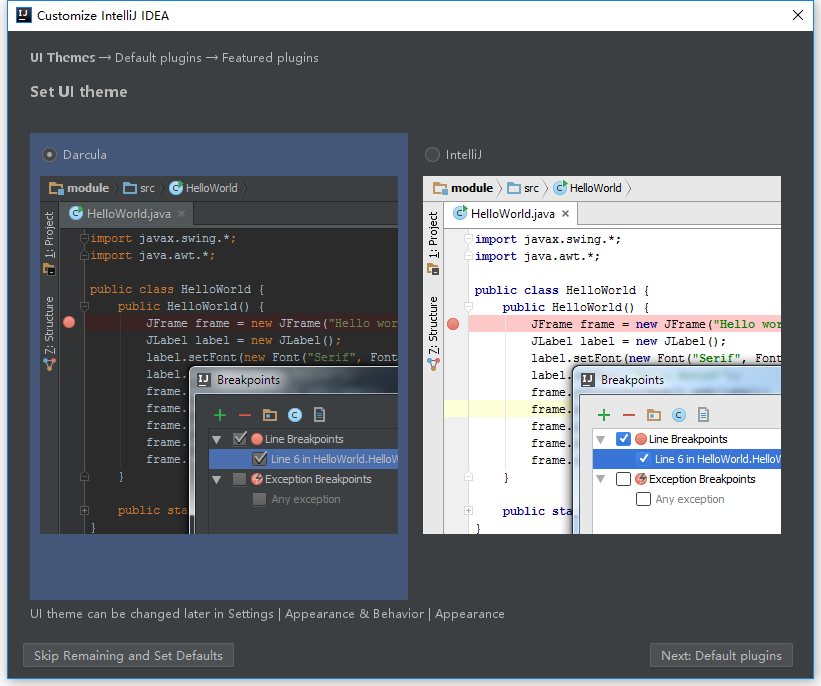 Customize IntelliJ IDEA
UI Themes → Default plugins → Featured plugins
Set UI theme
Darcula
module src HelloWorld
HelloWorld.java
1: Project
7: Structure
import javax.swing.*;
import java.awt.*;
public class HelloWorld {
public HelloWorld() {
JFrame frame = new JFrame("Hello wor
JLabel label = new JLabel();
label.setFont(new Font("Serif", Font
label.
frame.
frame.
frame.
frame.
frame.
}
public sta
}
Breakpoints
Line Breakpoints
Line 6 in HelloWorld.HelloW
Exception Breakpoints
Any exception
IntelliJ
module src HelloWorld
HelloWorld.java
1: Project
7: Structure
import javax.swing.*;
import java.awt.*;
public class HelloWorld {
public HelloWorld() {
JFrame frame = new JFrame("Hello wor
JLabel label = new JLabel();
label.setFont(new Font("Serif", Font
label.
frame.
frame.
frame.
frame.
frame.
}
public sta
}
Breakpoints
Line Breakpoints
Line 6 in HelloWorld.HelloW
Exception Breakpoints
Any exception
UI theme can be changed later in Settings | Appearance & Behavior | Appearance
Skip Remaining and Set Defaults
Next: Default plugins